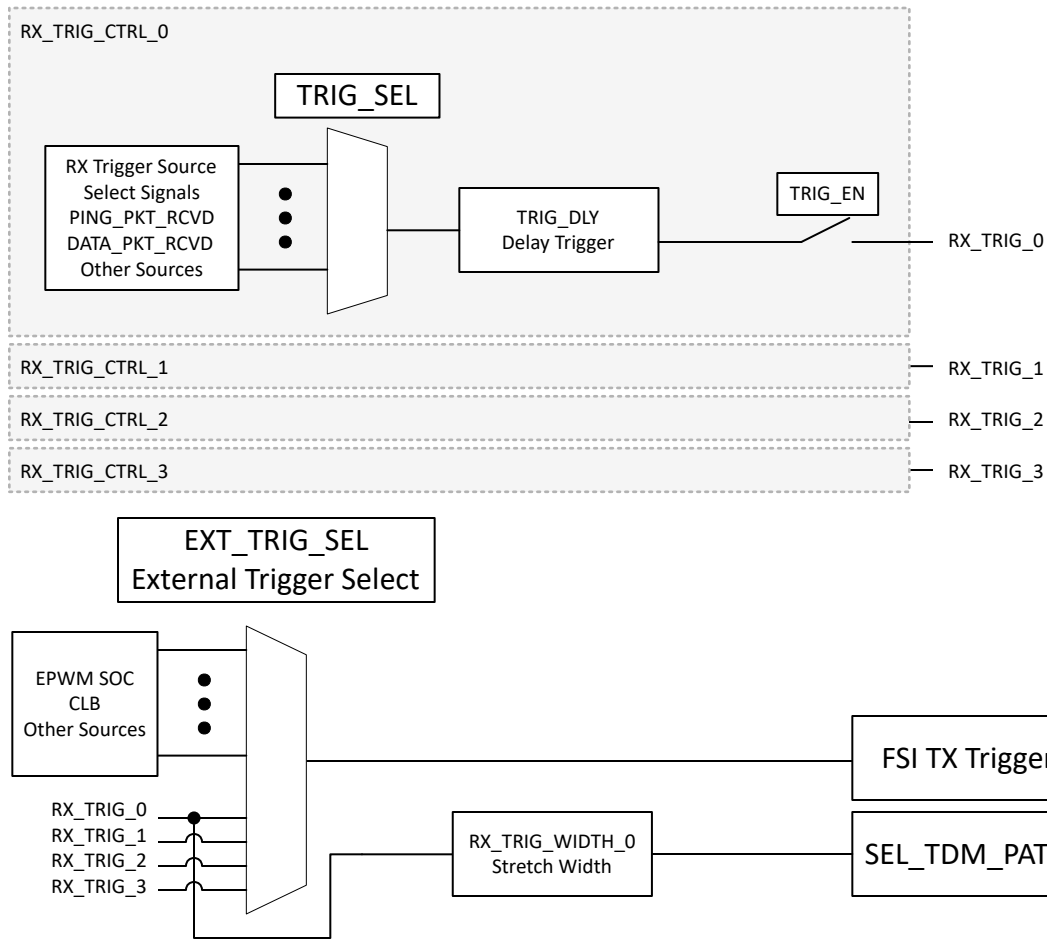 RX_TRIG_CTRL_0
TRIG_SEL
RX Trigger Source
Select Signals
PING_PKT_RCVD
DATA_PKT_RCVD
Other Sources
TRIG_DLY
Delay Trigger
TRIG_EN
RX_TRIG_0
RX_TRIG_CTRL_1
RX_TRIG_1
RX_TRIG_CTRL_2
RX_TRIG_2
RX_TRIG_CTRL_3
RX_TRIG_3
EXT_TRIG_SEL
External Trigger Select
EPWM SOC
CLB
Other Sources
FSI TX Trigger
RX_TRIG_0
RX_TRIG_1
RX_TRIG_2
RX_TRIG_3
RX_TRIG_WIDTH_0
Stretch Width
SEL_TDM_PAT